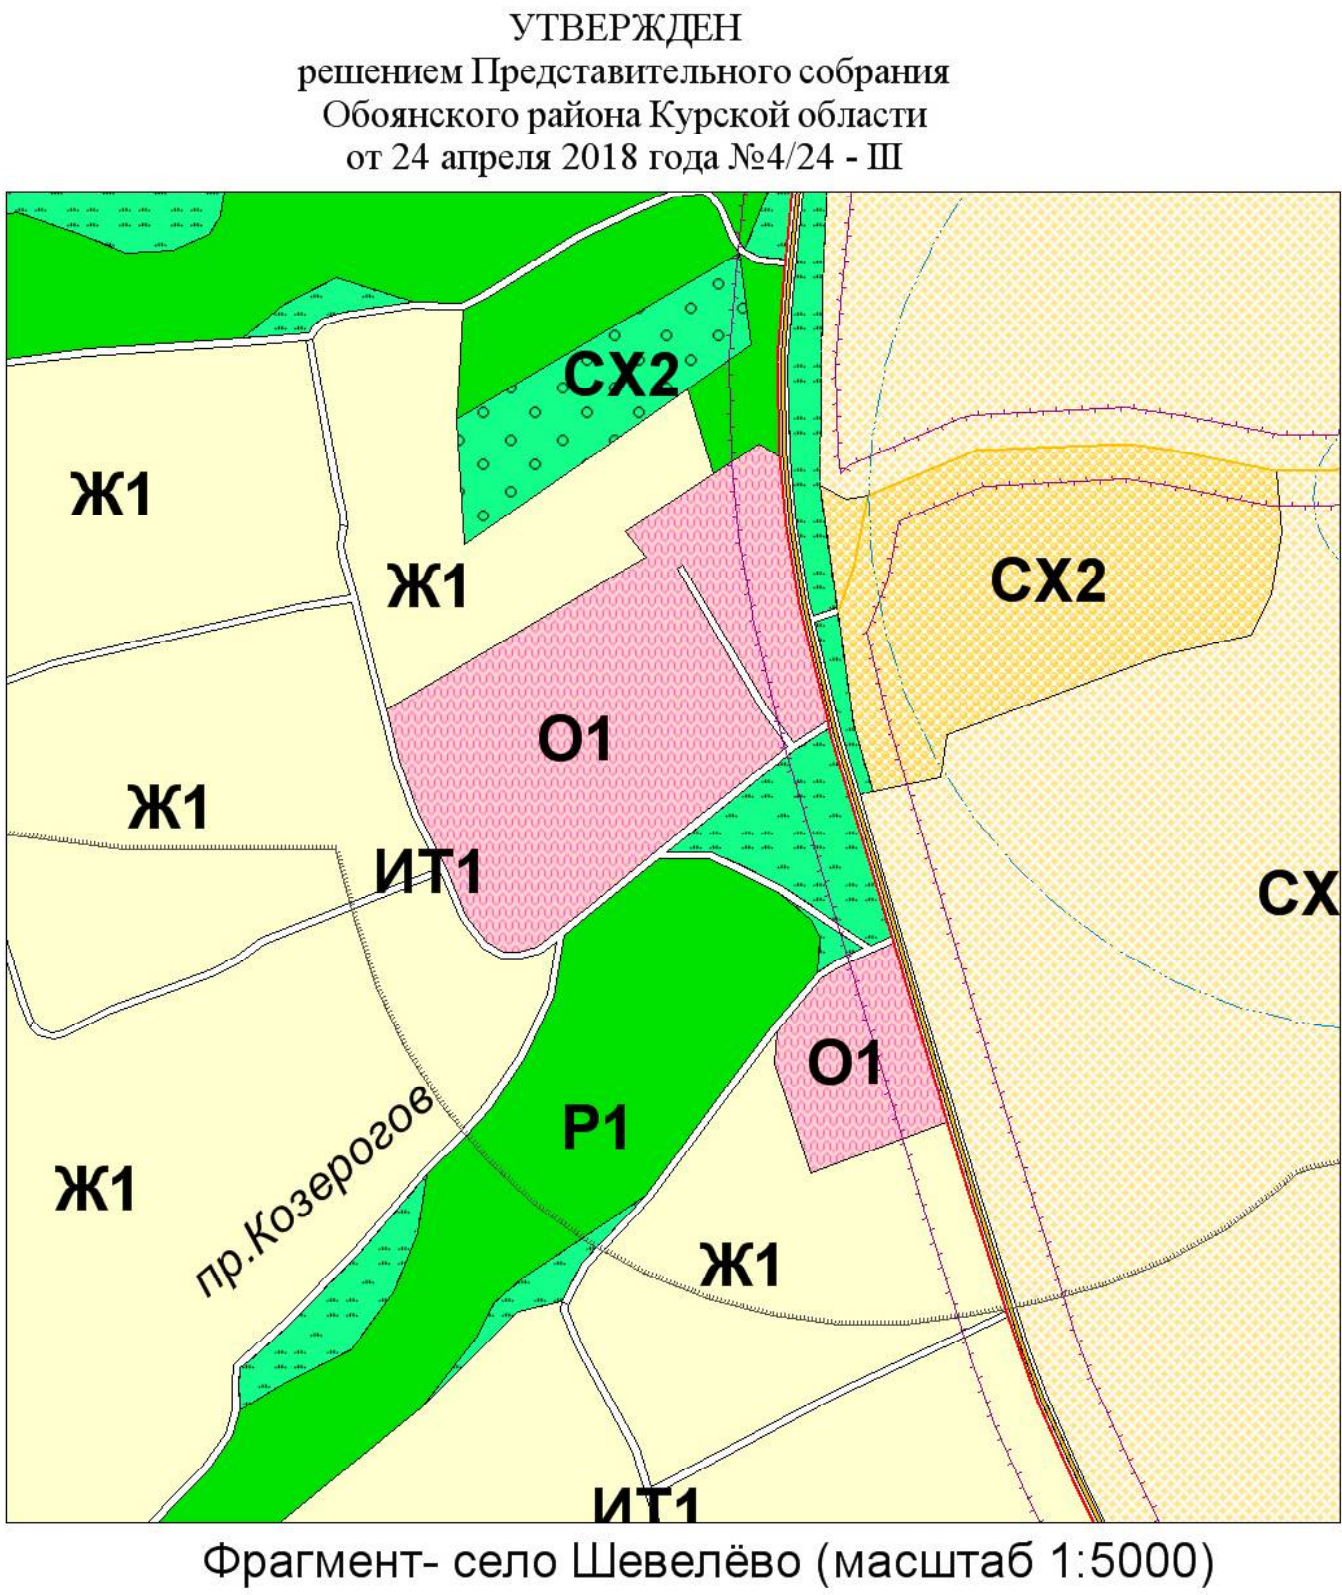 УТВЕРЖДЕН
решением Представительного собрания
Обоянского района Курской области
от 24 апреля 2018 года №4/24 - III
СХ2
Ж1
Ж1
СХ2
О1
Ж1
ИТ1
СХ
О1
Р1
Ж1
пр.Козерогов
Ж1
ИТ1
Фрагмент- село Шевелёво (масштаб 1:5000)